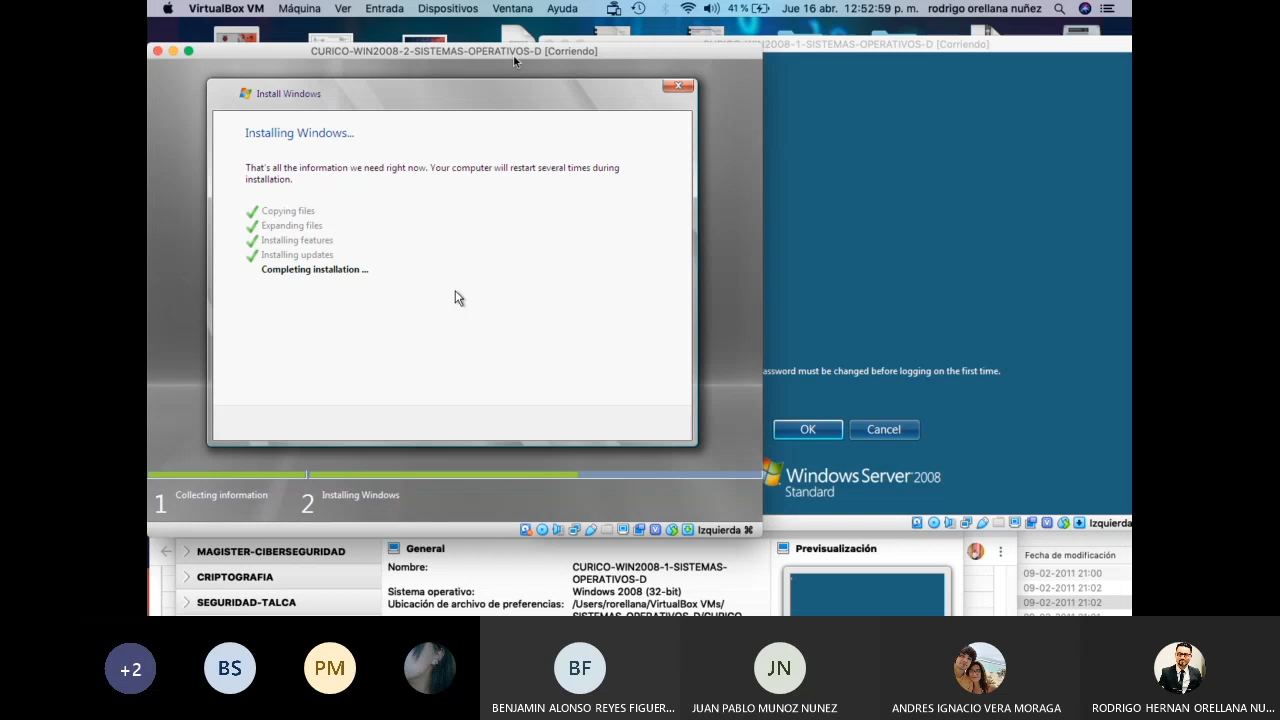 VirtualBox VM Máquina Ver Entrada Dispositivos Ventana Ayuda 41 % Jue 16 abr. 12:52:59 p. m. rodrigo orellana nuñez
CURICO-WIN2008-2-SISTEMAS-OPERATIVOS-D [Corriendo]
WIN2008-1-SISTEMAS-OPERATIVOS-D [Corriendo]
Install Windows
Installing Windows...
That's all the information we need right now. Your computer will restart several times during
installation.
Copying files
Expanding files
Installing features
Installing updates
Completing installation ...
assword must be changed before logging on the first time.
OK Cancel
Windows Server 2008
Standard
1 Collecting information 2 Installing Windows
Izquierda ⌘
Izquierda
MAGISTER-CIBERSEGURIDAD
CRIPTOGRAFIA
SEGURIDAD-TALCA
General
Nombre: CURICO-WIN2008-1-SISTEMAS-
OPERATIVOS-D
Sistema operativo: Windows 2008 (32-bit)
Ubicación de archivo de preferencias: /Users/rorellana/VirtualBox VMs/
Previsualización
Fecha de modificación
09-02-2011 21:00
09-02-2011 21:02
09-02-2011 21:02
+2 BS PM BF JN
BENJAMIN ALONSO REYES FIGUER... JUAN PABLO MUNOZ NUNEZ ANDRES IGNACIO VERA MORAGA RODRIGO HERNAN ORELLANA NU...